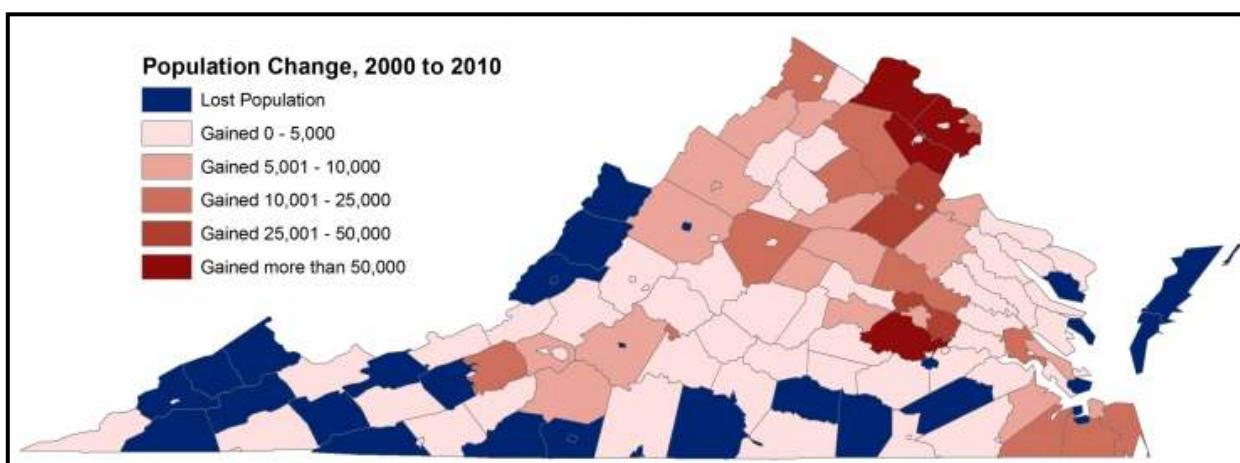 Population Change, 2000 to 2010
Lost Population
Gained 0 - 5,000
Gained 5,001 - 10,000
Gained 10,001 - 25,000
Gained 25,001 - 50,000
Gained more than 50,000